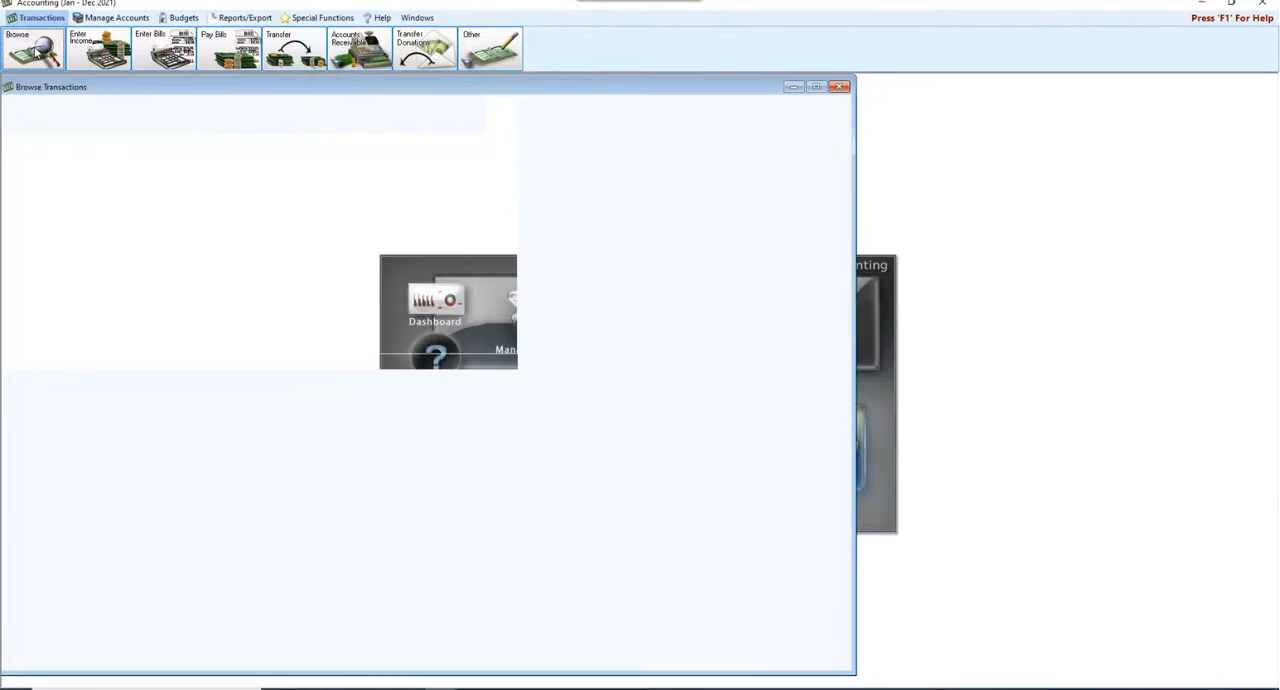 Accounting (Jan - Dec 2021)
Transactions Manage Accounts Budgets Reports/Export Special Functions Help Windows
Press 'F1' For Help
Browse
Enter Income
Enter Bills
Pay Bills
Transfer
Accounts Receivable
Transfer Donations
Other
Browse Transactions
nting
Dashboard
?
Mana